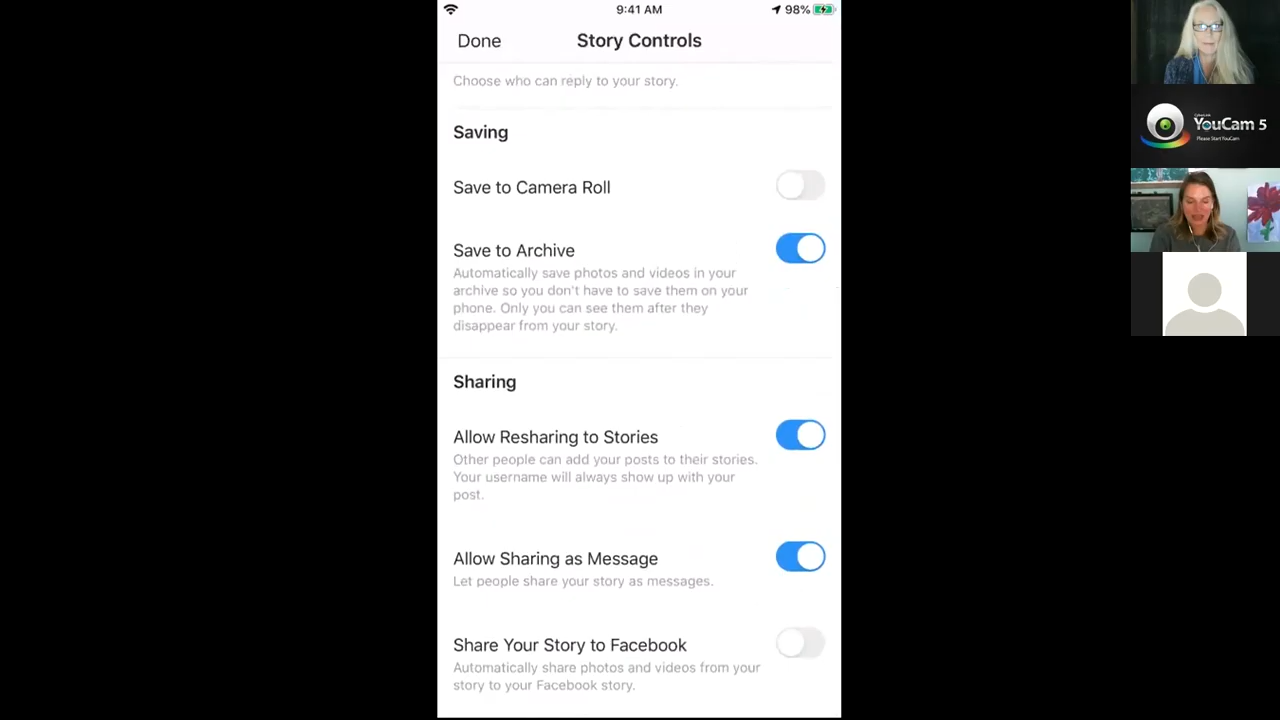 9:41 AM
98%
Done
Story Controls
Choose who can reply to your story.
Saving
Save to Camera Roll
Save to Archive
Automatically save photos and videos in your
archive so you don't have to save them on your
phone. Only you can see them after they
disappear from your story.
Sharing
Allow Resharing to Stories
Other people can add your posts to their stories.
Your username will always show up with your
post.
Allow Sharing as Message
Let people share your story as messages.
Share Your Story to Facebook
Automatically share photos and videos from your
story to your Facebook story.
CyberLink
YouCam 5
Please Start YouCam